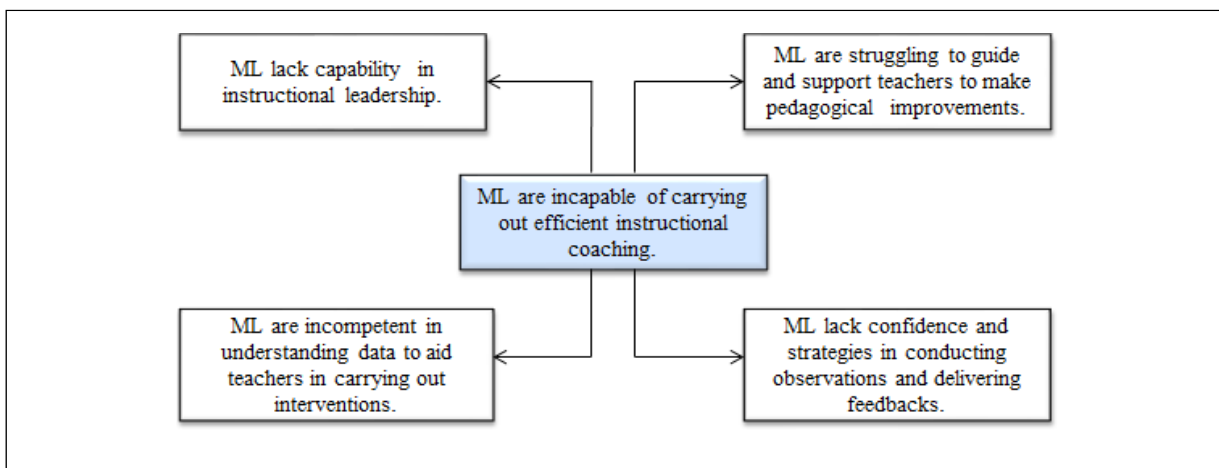 ML lack capability in
instructional leadership.
ML are struggling to guide
and support teachers to make
pedagogical improvements.
ML are incapable of carrying
out efficient instructional
coaching.
ML are incompetent in
understanding data to aid
teachers in carrying out
interventions.
ML lack confidence and
strategies in conducting
observations and delivering
feedbacks.